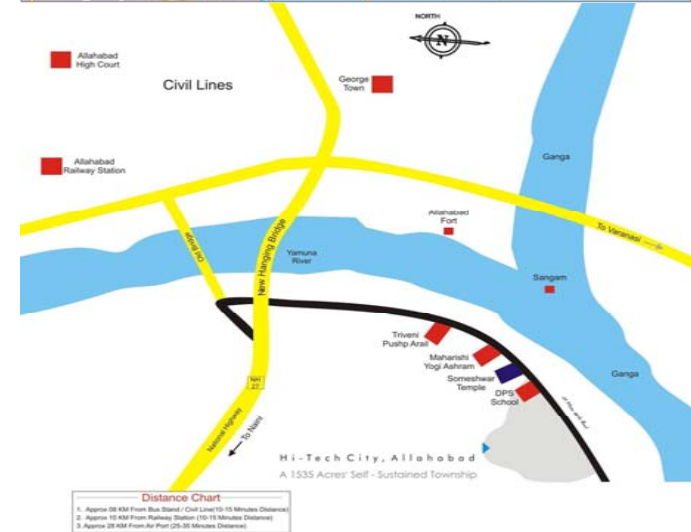 NORTH
N
Allahabad
High Court
Civil Lines
George
Town
Allahabad
Railway Station
Ganga
Allahabad
Fort
To Varanasi
Old Bridge
New Hanging Bridge
Yamuna
River
Sangam
Triveni
Pushp Arail
Maharishi
Yogi Ashram
Someshwar
Temple
DPS
School
Ganga
NH
27
National Highway
To Naini
Hi-Tech City, Allahabad
A 1535 Acres' Self - Sustained Township
Distance Chart
1. Approx 08 KM From Bus Stand / Civil Line(10-15 Minutes Distance)
2. Approx 10 KM From Railway Station (10-15 Minutes Distance)
3. Approx 28 KM From Air Port (25-35 Minutes Distance)